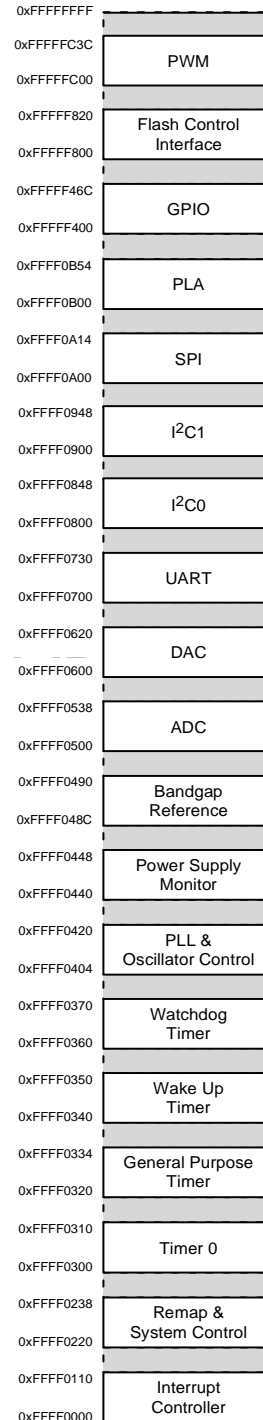 0xFFFFFFFF
0xFFFFFC3C
PWM
0xFFFFFC00
0xFFFFF820
Flash Control
Interface
0xFFFFF800
0xFFFFF46C
GPIO
0xFFFFF400
0xFFFF0B54
PLA
0xFFFF0B00
0xFFFF0A14
SPI
0xFFFF0A00
0xFFFF0948
I2C1
0xFFFF0900
0xFFFF0848
I2C0
0xFFFF0800
0xFFFF0730
UART
0xFFFF0700
0xFFFF0620
DAC
0xFFFF0600
0xFFFF0538
ADC
0xFFFF0500
0xFFFF0490
Bandgap
Reference
0xFFFF048C
0xFFFF0448
Power Supply
Monitor
0xFFFF0440
0xFFFF0420
PLL &
Oscillator Control
0xFFFF0404
0xFFFF0370
Watchdog
Timer
0xFFFF0360
0xFFFF0350
Wake Up
Timer
0xFFFF0340
0xFFFF0334
General Purpose
Timer
0xFFFF0320
0xFFFF0310
Timer 0
0xFFFF0300
0xFFFF0238
Remap &
System Control
0xFFFF0220
0xFFFF0110
Interrupt
Controller
0xFFFF0000